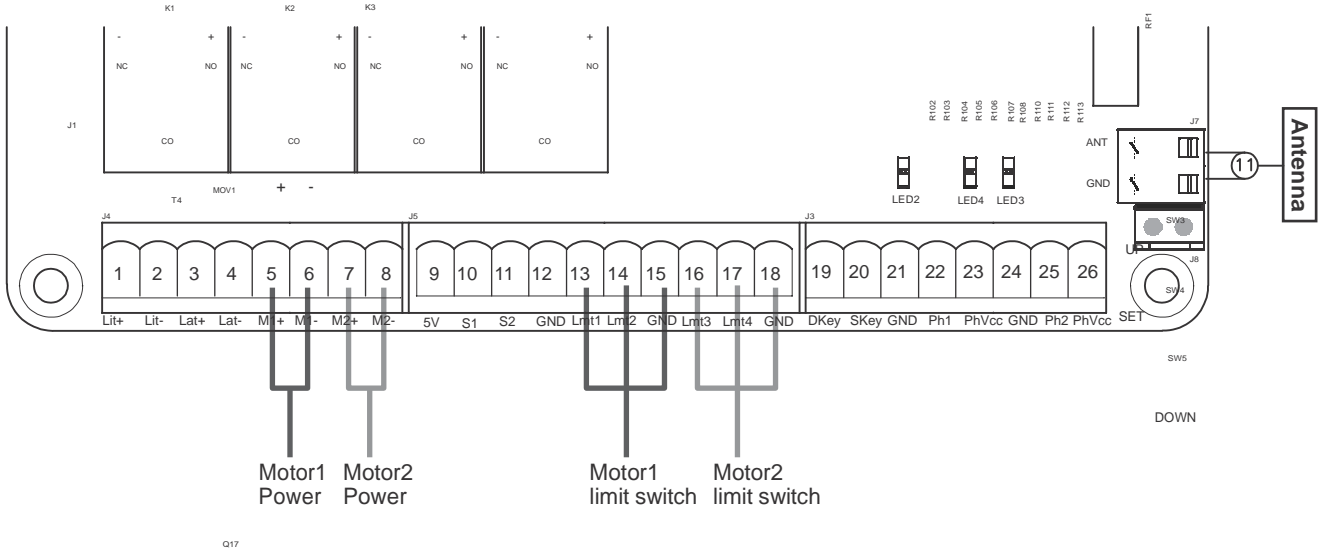 K1 K2 K3
- + - + - + - +
NC NO NC NO NC NO NC NO
RF1
R102 R103 R104 R105 R106 R107 R108 R110 R111 R112 R113
J1
J7
CO CO CO CO
ANT
11
Antenna
GND
MOV1 + -
T4
LED2 LED4 LED3
J4 J5 J3
SW3
UP
J8
1 2 3 4 5 6 7 8 9 10 11 12 13 14 15 16 17 18 19 20 21 22 23 24 25 26
SW4
Lit+ Lit- Lat+ Lat- M1+ M1- M2+ M2- 5V S1 S2 GND Lmt1 Lmt2 GND Lmt3 Lmt4 GND DKey SKey GND Ph1 PhVcc GND Ph2 PhVcc
SET
SW5
DOWN
Motor1
Power
Motor2
Power
Motor1
limit switch
Motor2
limit switch
Q17